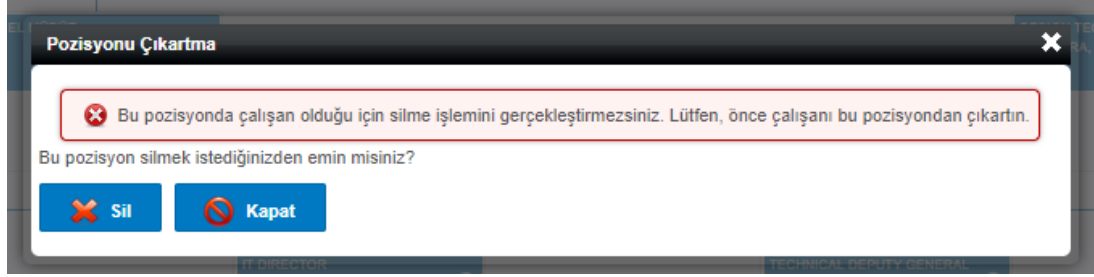 Pozisyonu Çıkartma
Bu pozisyonda çalışan olduğu için silme işlemini gerçekleştirmezsiniz. Lütfen, önce çalışanı bu pozisyondan çıkartın.
Bu pozisyon silmek istediğinizden emin misiniz?
Sil
Kapat
IT DIRECTOR
TECHNICAL DEPUTY GENERAL